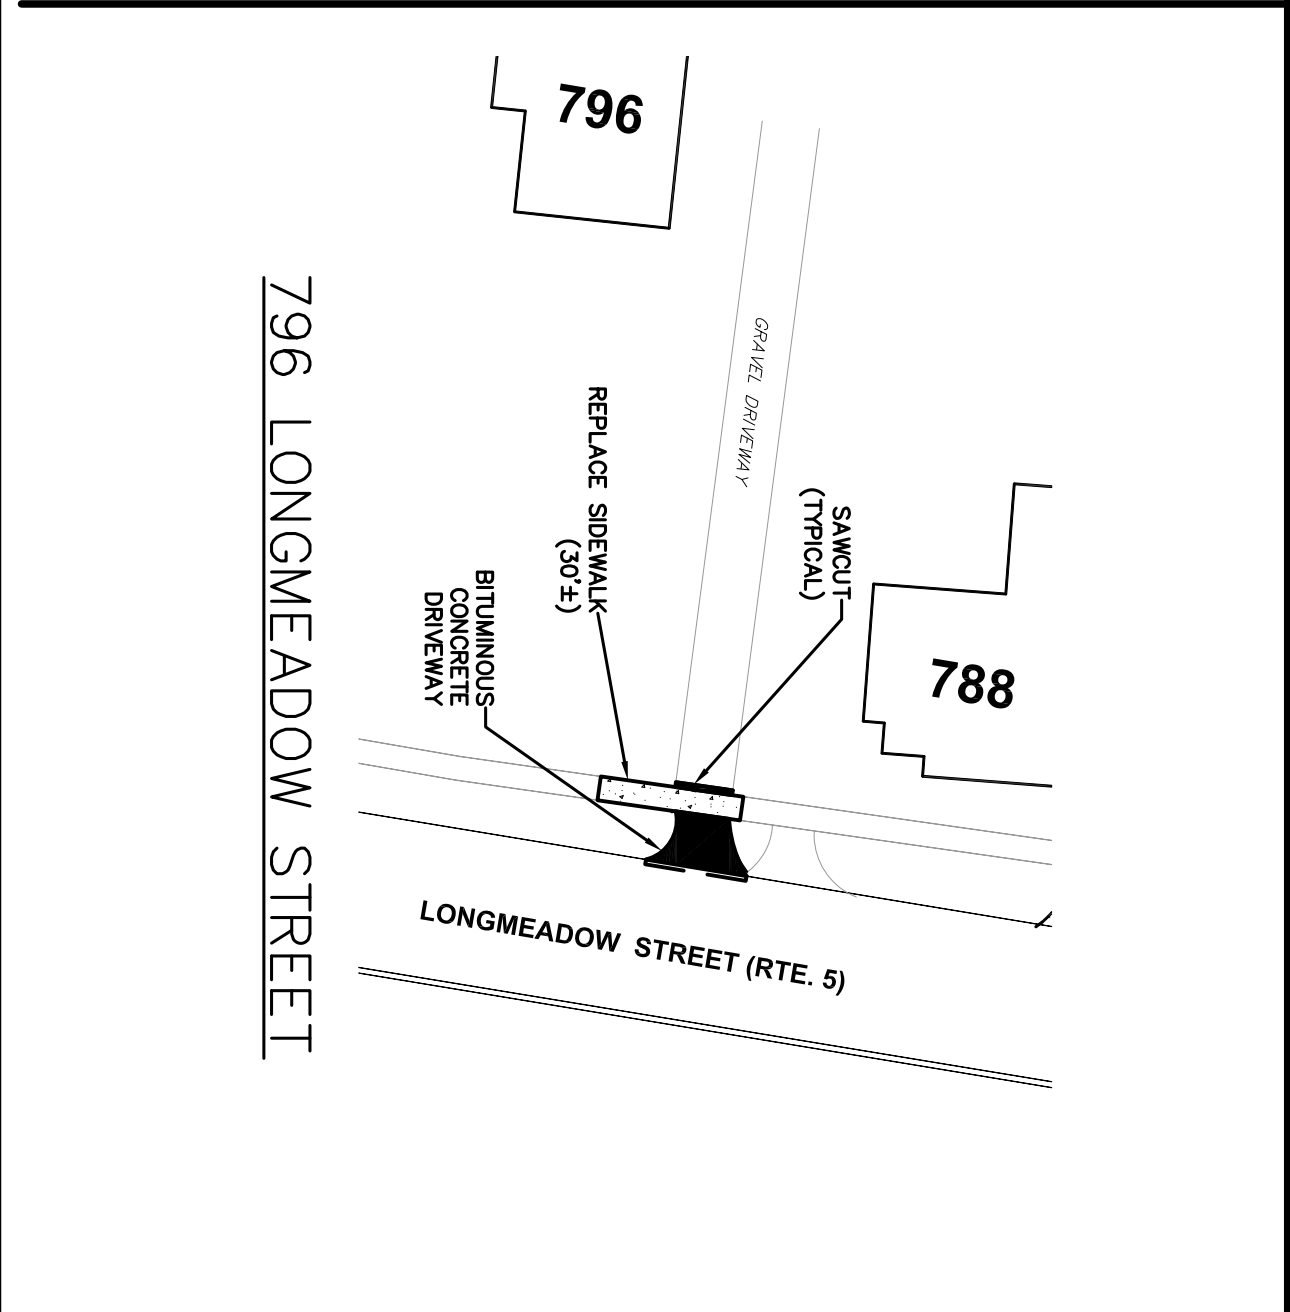 796
GRAVEL DRIVEWAY
SAWCUT
(TYPICAL)
REPLACE SIDEWALK
(30'±)
BITUMINOUS
CONCRETE
DRIVEWAY
788
LONGMEADOW STREET (RTE. 5)
796 LONGMEADOW STREET